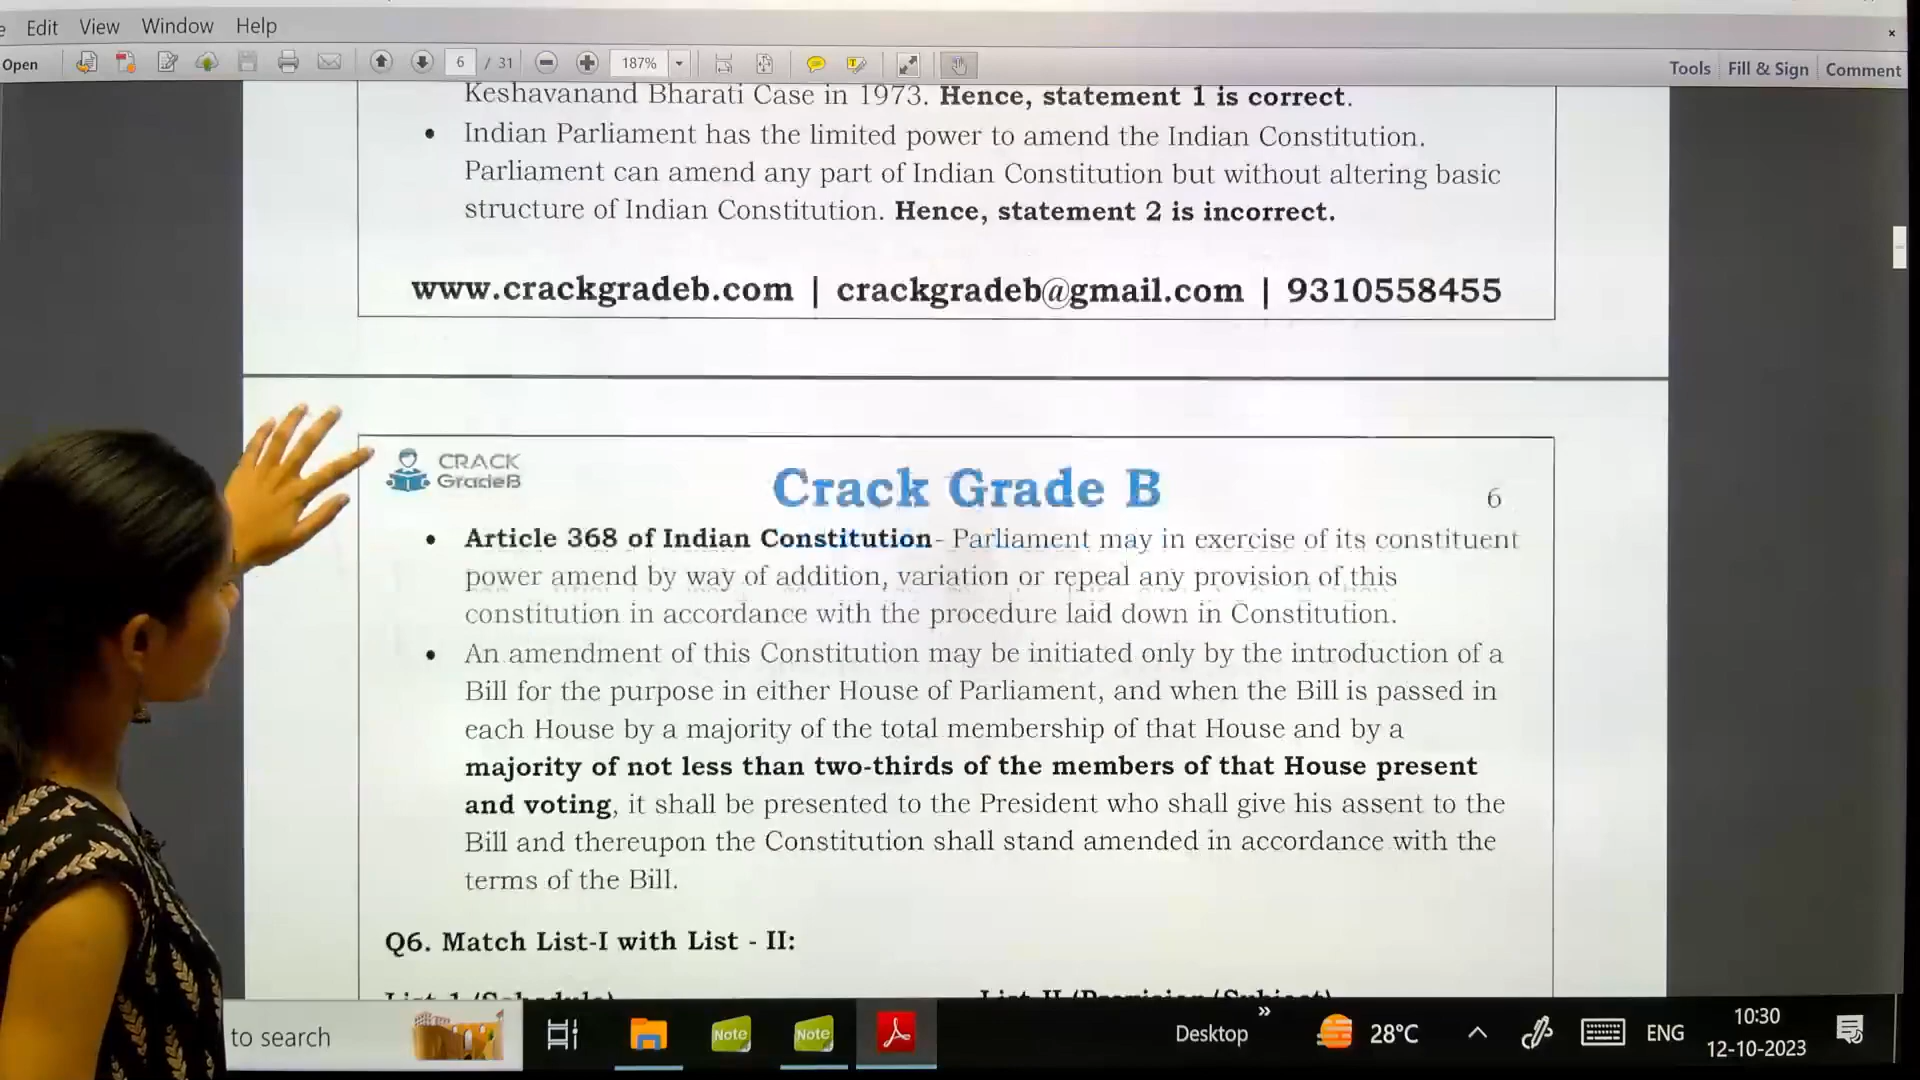 Edit View Window Help
Open 6 / 31 187% Tools Fill & Sign Comment
Keshavanand Bharati Case in 1973. Hence, statement 1 is correct.
• Indian Parliament has the limited power to amend the Indian Constitution.
Parliament can amend any part of Indian Constitution but without altering basic
structure of Indian Constitution. Hence, statement 2 is incorrect.
www.crackgradeb.com | crackgradeb@gmail.com | 9310558455
CRACK
GradeB
Crack Grade B
6
• Article 368 of Indian Constitution- Parliament may in exercise of its constituent
power amend by way of addition, variation or repeal any provision of this
constitution in accordance with the procedure laid down in Constitution.
• An amendment of this Constitution may be initiated only by the introduction of a
Bill for the purpose in either House of Parliament, and when the Bill is passed in
each House by a majority of the total membership of that House and by a
majority of not less than two-thirds of the members of that House present
and voting, it shall be presented to the President who shall give his assent to the
Bill and thereupon the Constitution shall stand amended in accordance with the
terms of the Bill.
Q6. Match List-I with List - II:
to search Note Note Desktop 28°C ENG
10:30
12-10-2023